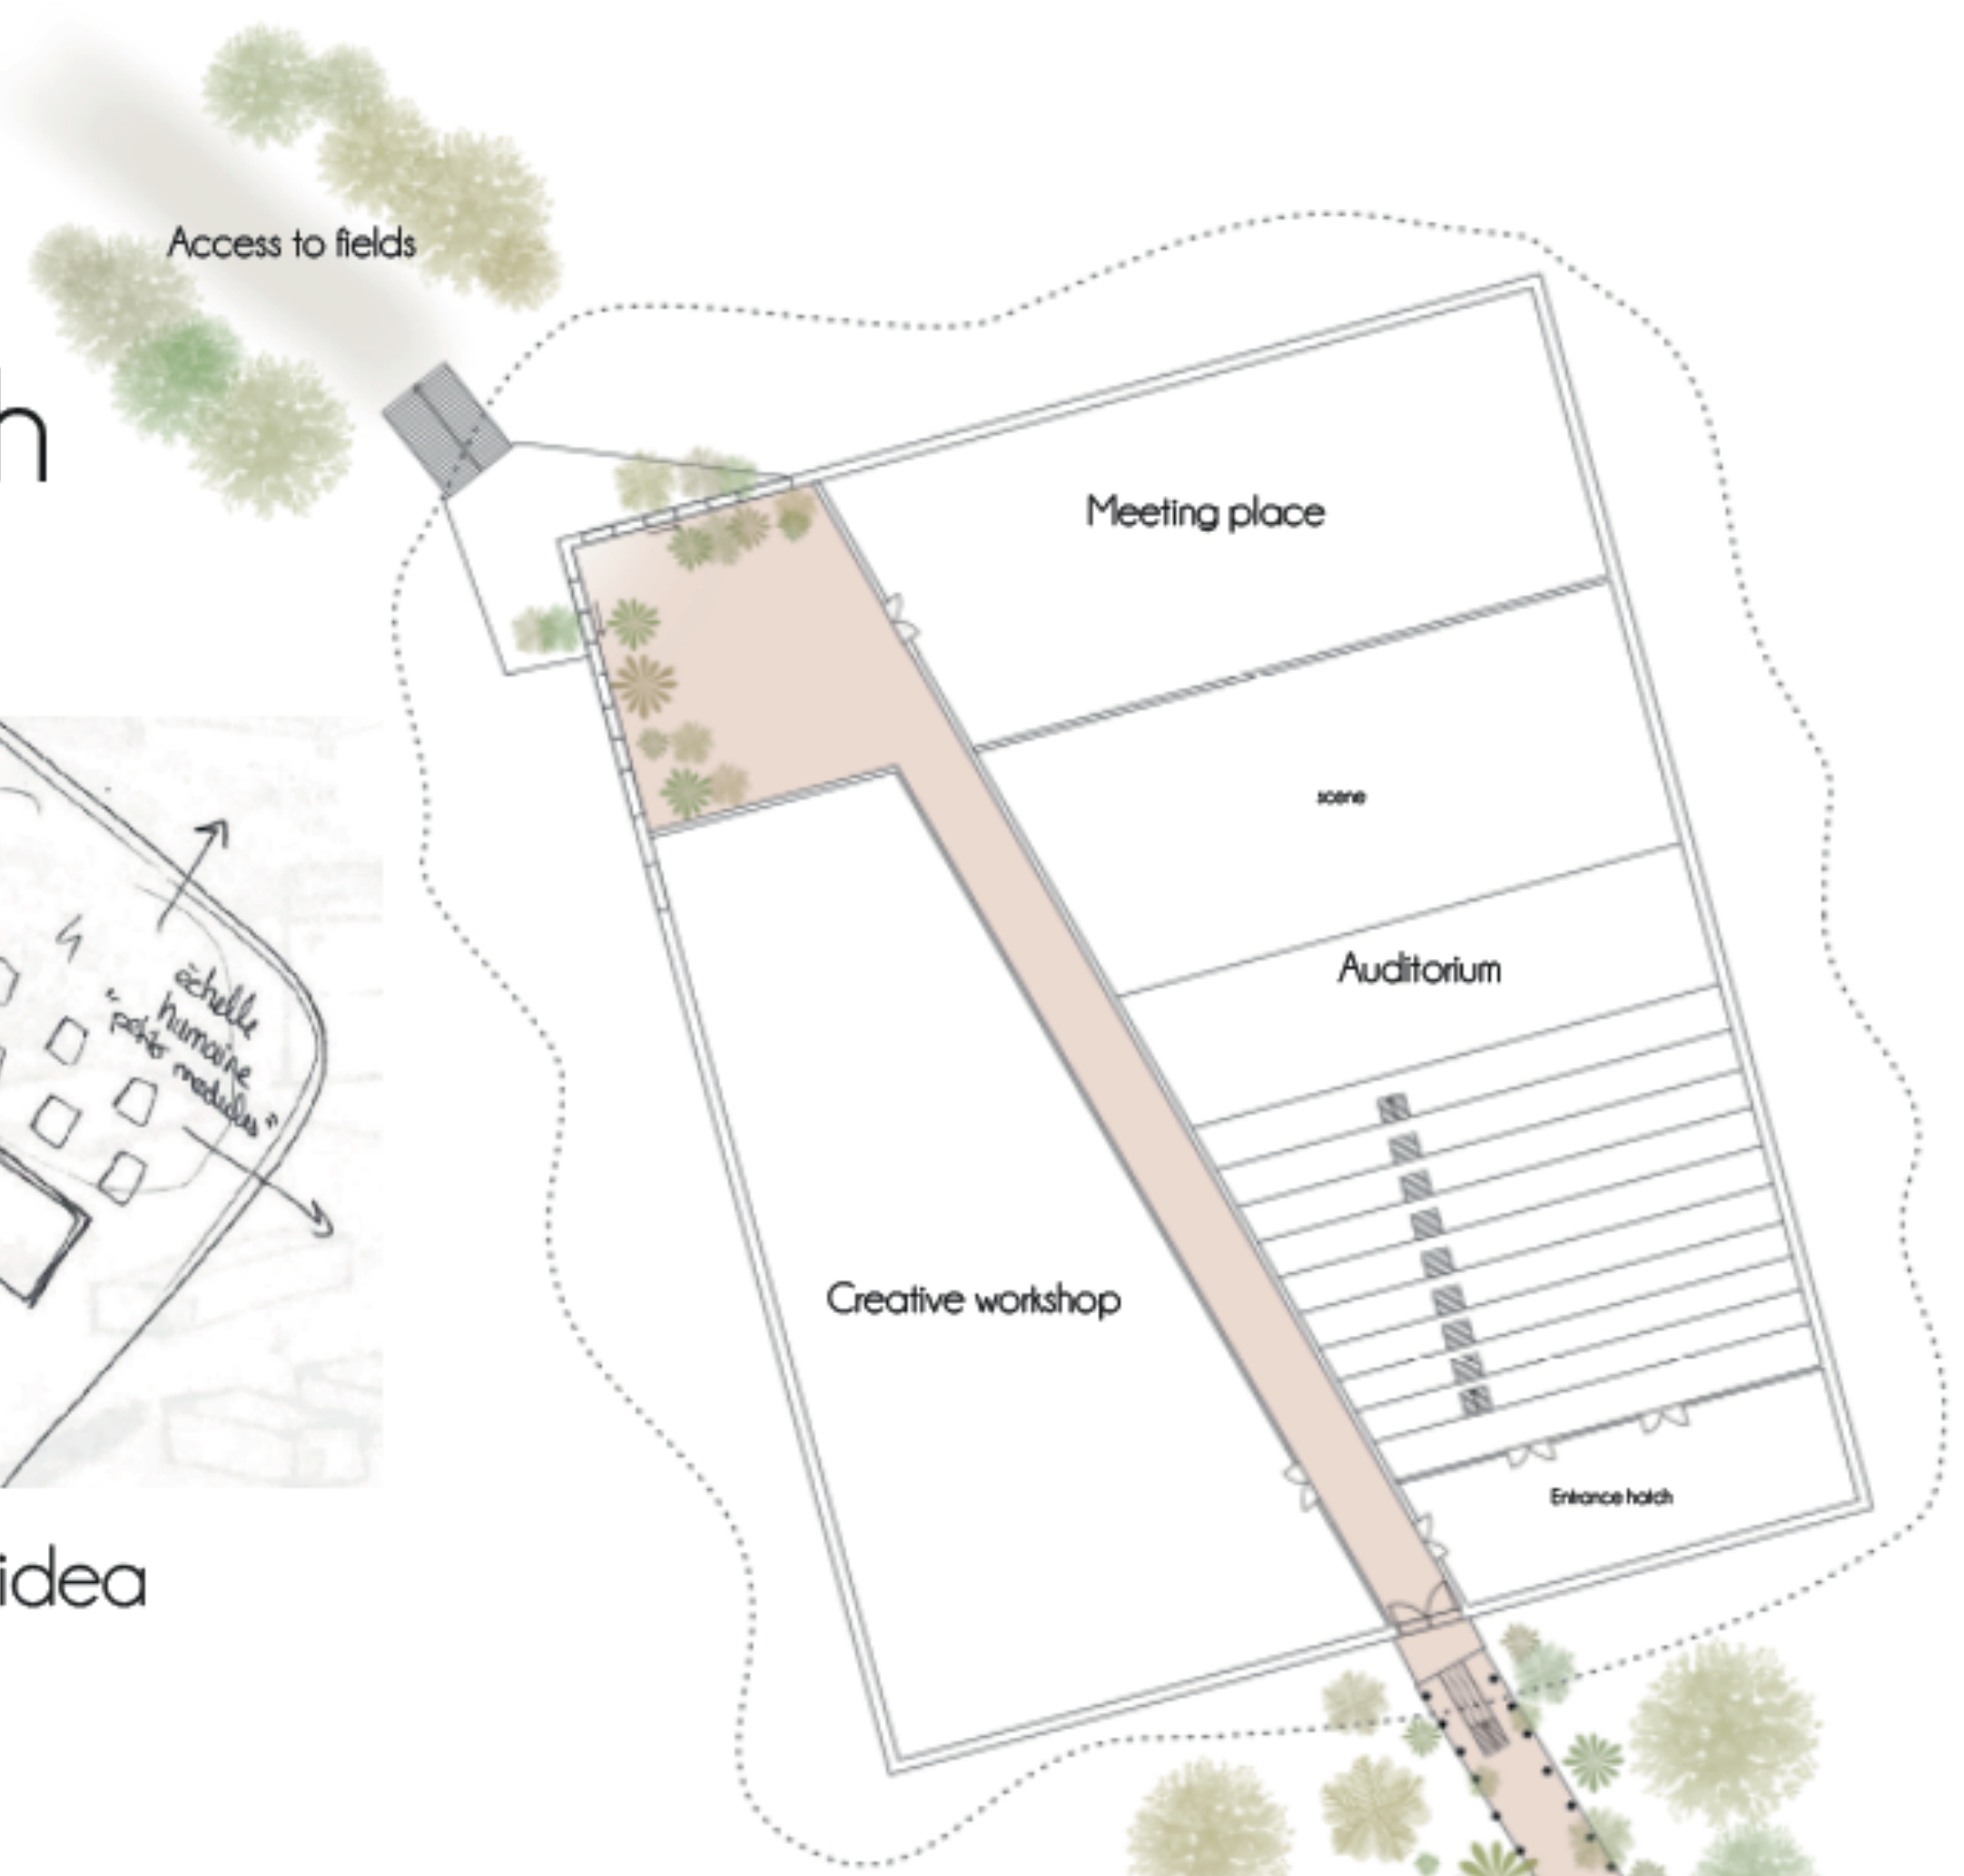 Access to fields
h
Meeting place
scene
Auditorium
échelle
humaine
"petits modules"
Creative workshop
Entrance hatch
idea